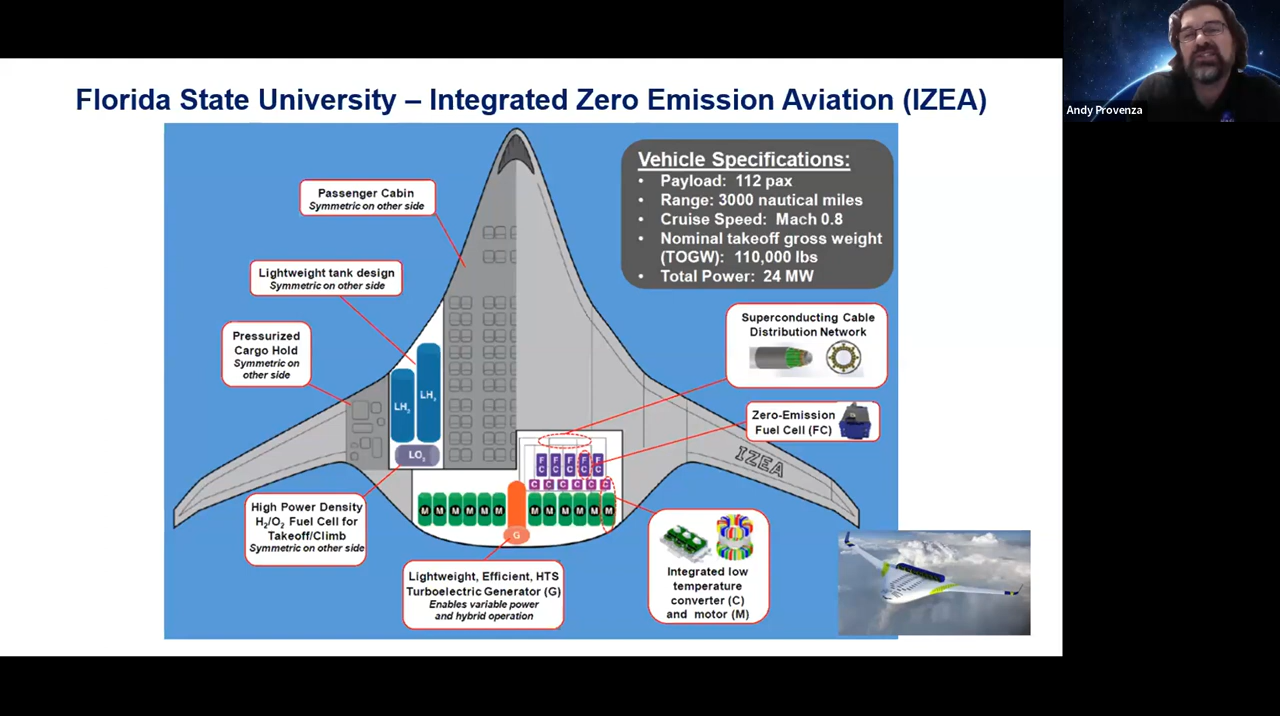 Florida State University – Integrated Zero Emission Aviation (IZEA)
Andy Provenza
Vehicle Specifications:
• Payload: 112 pax
• Range: 3000 nautical miles
• Cruise Speed: Mach 0.8
• Nominal takeoff gross weight
(TOGW): 110,000 lbs
• Total Power: 24 MW
Passenger Cabin
Symmetric on other side
Lightweight tank design
Symmetric on other side
Pressurized
Cargo Hold
Symmetric on
other side
LH₂
LH₂
LO₂
High Power Density
H₂/O₂ Fuel Cell for
Takeoff/Climb
Symmetric on other side
Superconducting Cable
Distribution Network
Zero-Emission
Fuel Cell (FC)
IZEA
FC FC FC FC FC
C C C C C C
M M M M M M M M M M M M
G
Lightweight, Efficient, HTS
Turboelectric Generator (G)
Enables variable power
and hybrid operation
Integrated low
temperature
converter (C)
and motor (M)